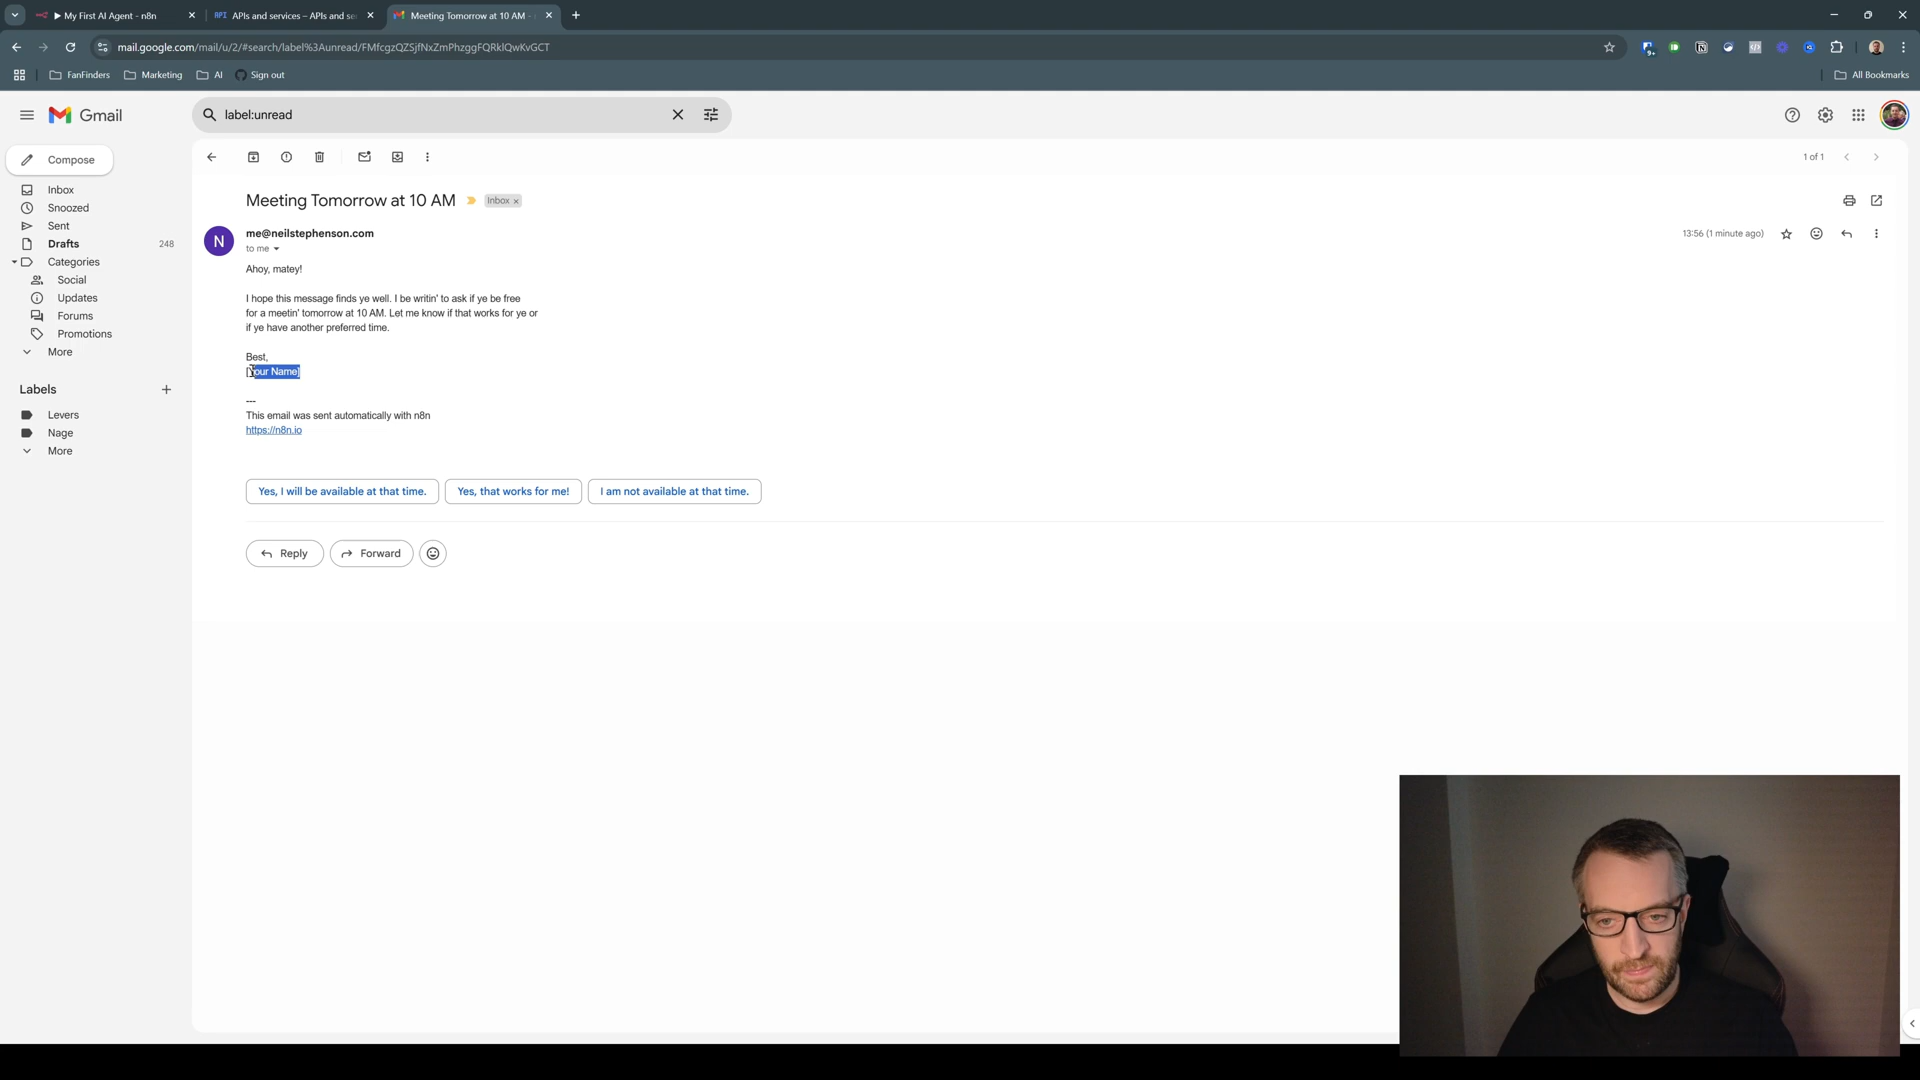 My First AI Agent - n8n
API APIs and services – APIs and se
Meeting Tomorrow at 10 AM -
mail.google.com/mail/u/2/#search/label%3Aunread/FMfcgzQZSjfNxZmPhzggFQRklQwKvGCT
9+
FanFinders
Marketing
AI
Sign out
All Bookmarks
Gmail
label:unread
Compose
1 of 1
Inbox
Snoozed
Sent
Drafts 248
Categories
Social
Updates
Forums
Promotions
More
Labels
Levers
Nage
More
Meeting Tomorrow at 10 AM Inbox x
N
me@neilstephenson.com
13:56 (1 minute ago)
to me
Ahoy, matey!
I hope this message finds ye well. I be writin' to ask if ye be free
for a meetin' tomorrow at 10 AM. Let me know if that works for ye or
if ye have another preferred time.
Best,
[Your Name]
---
This email was sent automatically with n8n
https://n8n.io
Yes, I will be available at that time.
Yes, that works for me!
I am not available at that time.
Reply
Forward